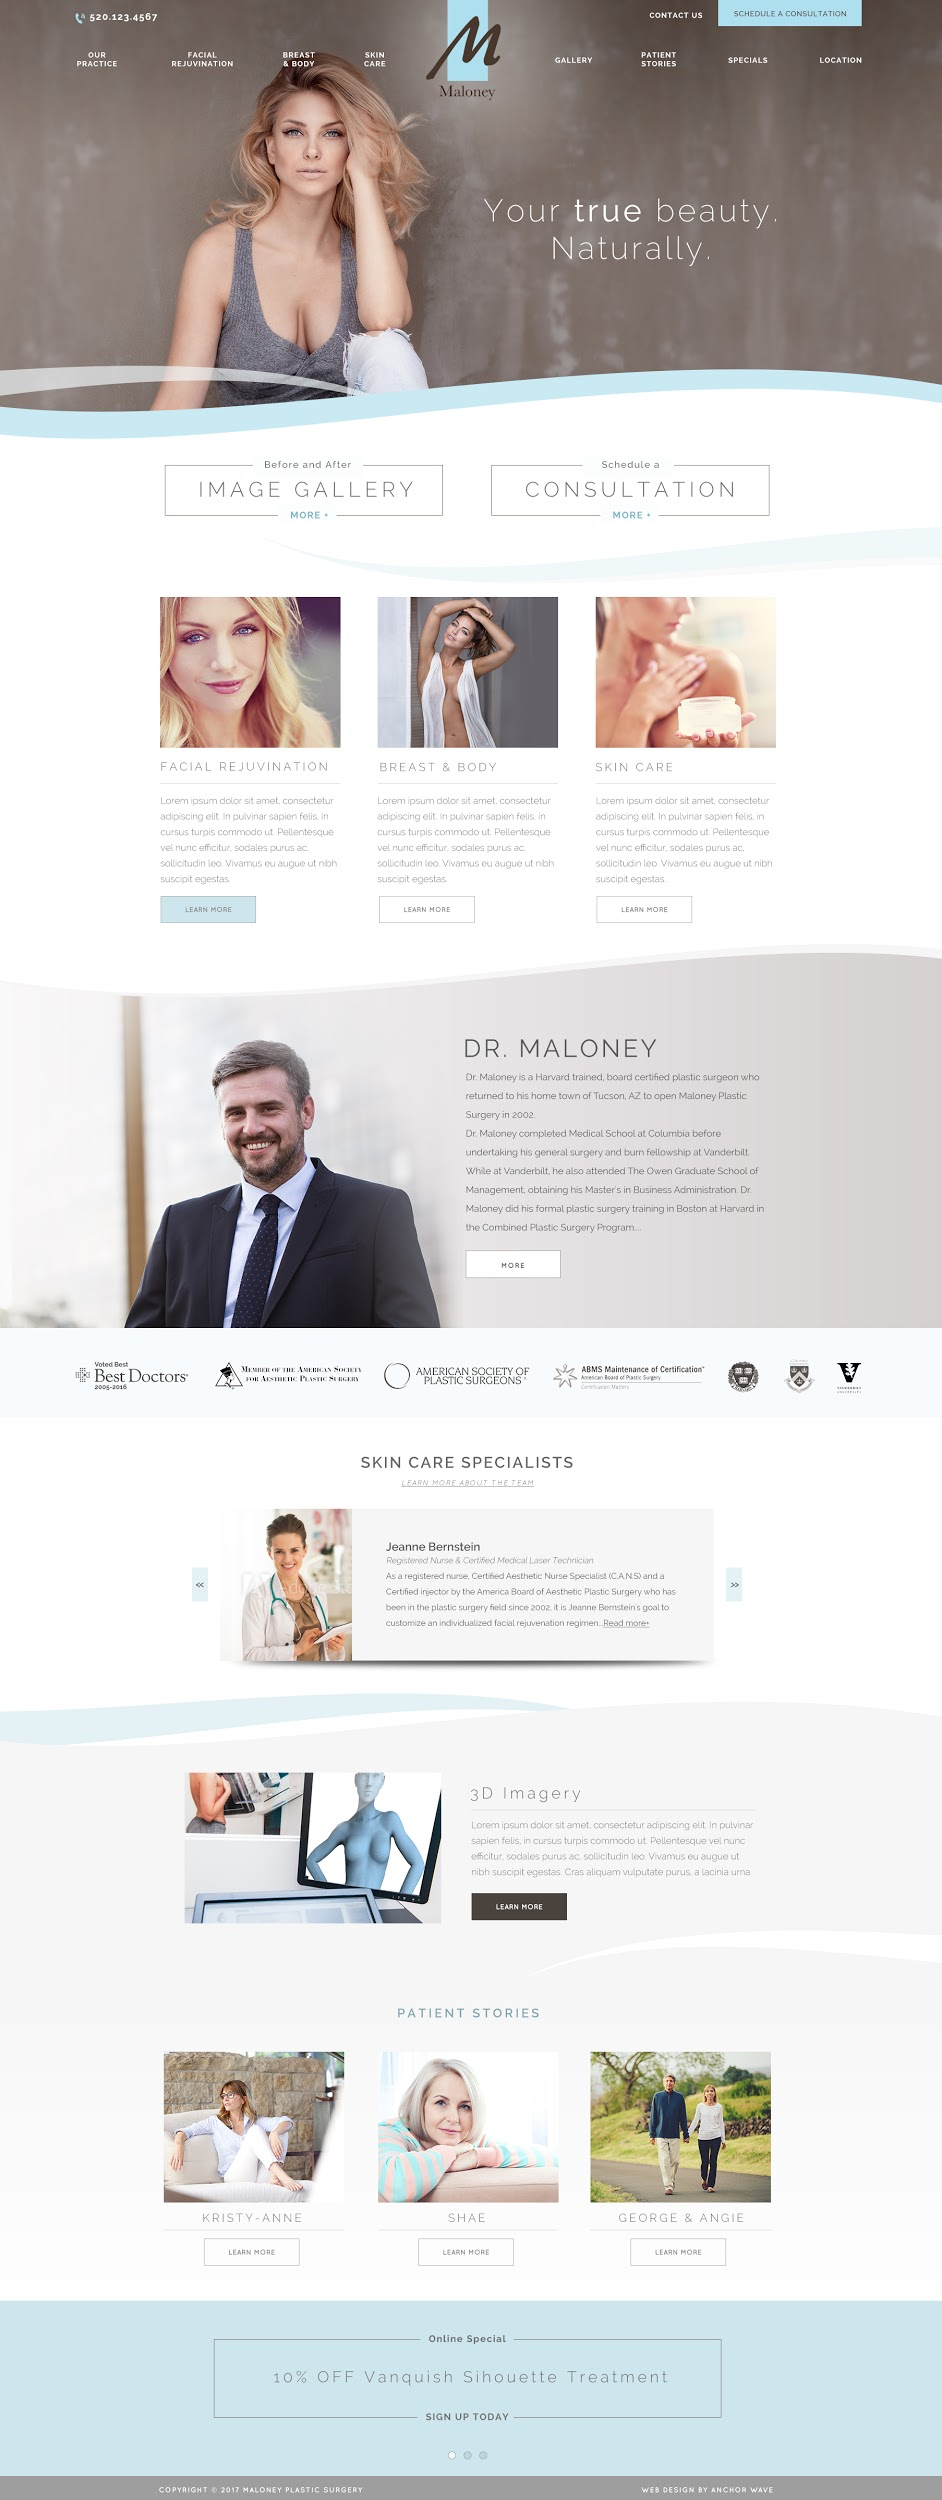 520.123.4567
CONTACT US
SCHEDULE A CONSULTATION
OUR
PRACTICE
FACIAL
REJUVINATION
BREAST
& BODY
SKIN
CARE
M
Maloney
GALLERY
PATIENT
STORIES
SPECIALS
LOCATION
Your true beauty.
Naturally.
Before and After
IMAGE GALLERY
MORE +
Schedule a
CONSULTATION
MORE +
FACIAL REJUVINATION
Lorem ipsum dolor sit amet, consectetur
adipiscing elit. In pulvinar sapien felis, in
cursus turpis commodo ut. Pellentesque
vel nunc efficitur, sodales purus ac,
sollicitudin leo. Vivamus eu augue ut nibh
suscipit egestas.
LEARN MORE
BREAST & BODY
Lorem ipsum dolor sit amet, consectetur
adipiscing elit. In pulvinar sapien felis, in
cursus turpis commodo ut. Pellentesque
vel nunc efficitur, sodales purus ac,
sollicitudin leo. Vivamus eu augue ut nibh
suscipit egestas.
LEARN MORE
SKIN CARE
Lorem ipsum dolor sit amet, consectetur
adipiscing elit. In pulvinar sapien felis, in
cursus turpis commodo ut. Pellentesque
vel nunc efficitur, sodales purus ac,
sollicitudin leo. Vivamus eu augue ut nibh
suscipit egestas.
LEARN MORE
DR. MALONEY
Dr. Maloney is a Harvard trained, board certified plastic surgeon who
returned to his home town of Tucson, AZ to open Maloney Plastic
Surgery in 2002.
Dr. Maloney completed Medical School at Columbia before
undertaking his general surgery and burn fellowship at Vanderbilt.
While at Vanderbilt, he also attended The Owen Graduate School of
Management, obtaining his Master's in Business Administration. Dr.
Maloney did his formal plastic surgery training in Boston at Harvard in
the Combined Plastic Surgery Program....
MORE
Voted Best
Best Doctors
2005-2016
MEMBER OF THE AMERICAN SOCIETY
FOR AESTHETIC PLASTIC SURGERY
AMERICAN SOCIETY OF
PLASTIC SURGEONS
ABMS Maintenance of Certification
American Board of Plastic Surgery
Certification Matters
VANDERBILT
UNIVERSITY
SKIN CARE SPECIALISTS
LEARN MORE ABOUT THE TEAM
<<
Jeanne Bernstein
Registered Nurse & Certified Medical Laser Technician
As a registered nurse, Certified Aesthetic Nurse Specialist (C.A.N.S) and a
Certified injector by the America Board of Aesthetic Plastic Surgery who has
been in the plastic surgery field since 2002, it is Jeanne Bernstein's goal to
customize an individualized facial rejuvenation regimen...Read more+
>>
3D Imagery
Lorem ipsum dolor sit amet, consectetur adipiscing elit. In pulvinar
sapien felis, in cursus turpis commodo ut. Pellentesque vel nunc
efficitur, sodales purus ac, sollicitudin leo. Vivamus eu augue ut
nibh suscipit egestas. Cras aliquam vulputate purus, a lacinia urna
LEARN MORE
PATIENT STORIES
KRISTY-ANNE
LEARN MORE
SHAE
LEARN MORE
GEORGE & ANGIE
LEARN MORE
Online Special
10% OFF Vanquish Sihouette Treatment
SIGN UP TODAY
COPYRIGHT © 2017 MALONEY PLASTIC SURGERY
WEB DESIGN BY ANCHOR WAVE